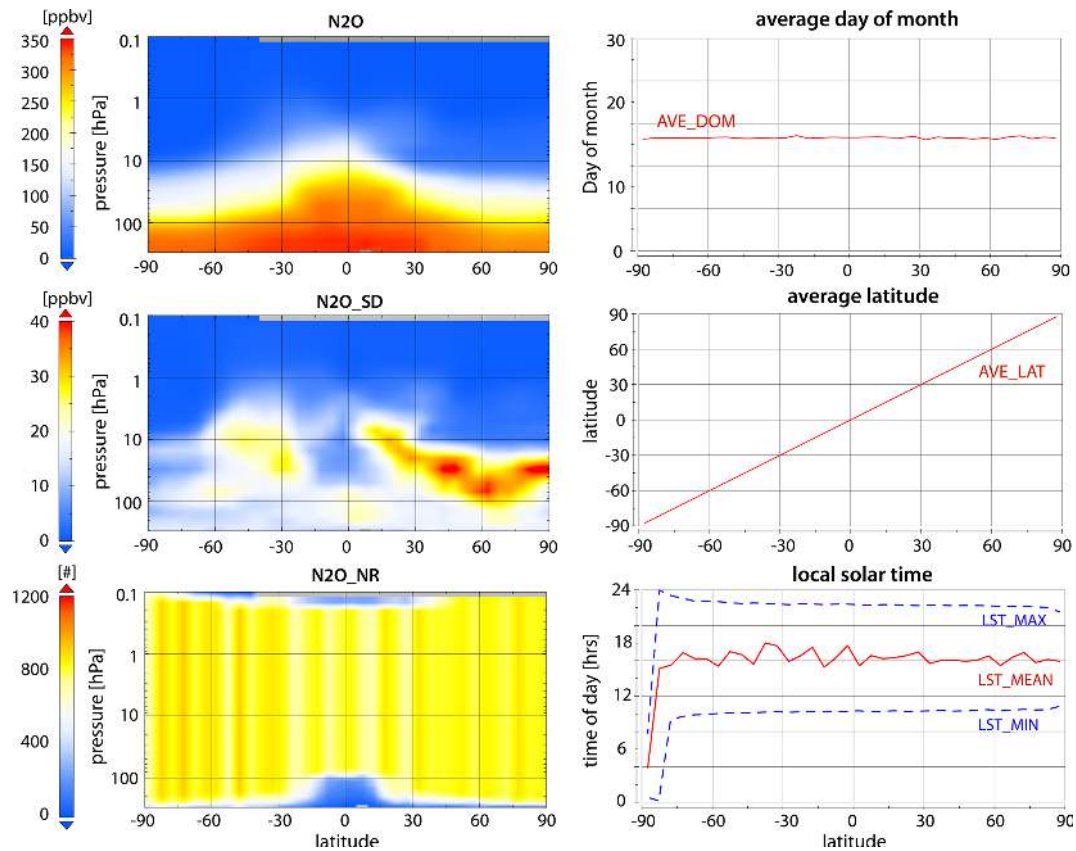 [ppbv]
N2O
350
300
250
200
150
100
50
0
pressure [hPa]
0.1
1
10
100
-90 -60 -30 0 30 60 90
average day of month
Day of month
30
20
10
0
AVE_DOM
-90 -60 -30 0 30 60 90
[ppbv]
N2O_SD
40
30
20
10
0
pressure [hPa]
0.1
1
10
100
-90 -60 -30 0 30 60 90
average latitude
latitude
90
60
30
0
-30
-60
-90
AVE_LAT
-90 -60 -30 0 30 60 90
[#]
N2O_NR
1200
800
400
0
pressure [hPa]
0.1
1
10
100
-90 -60 -30 0 30 60 90
latitude
local solar time
time of day [hrs]
24
18
12
6
0
LST_MAX
LST_MEAN
LST_MIN
-90 -60 -30 0 30 60 90
latitude